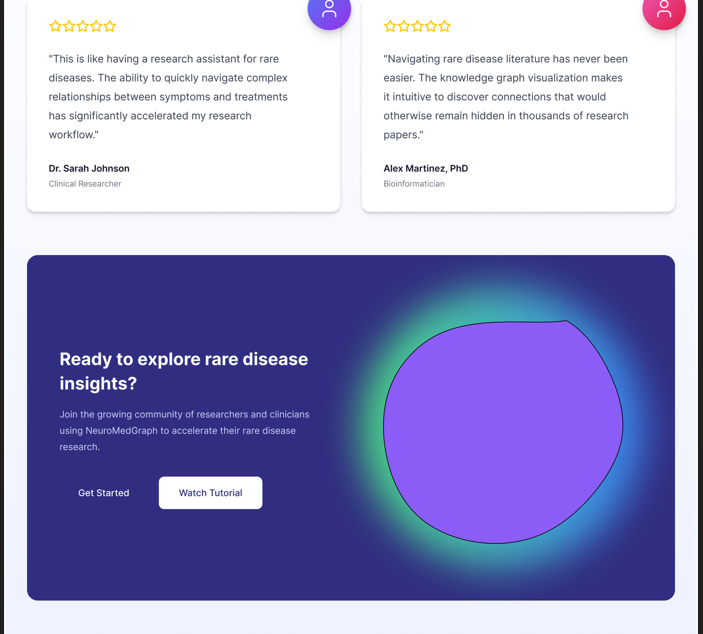 "This is like having a research assistant for rare
diseases. The ability to quickly navigate complex
relationships between symptoms and treatments
has significantly accelerated my research
workflow."
Dr. Sarah Johnson
Clinical Researcher
"Navigating rare disease literature has never been
easier. The knowledge graph visualization makes
it intuitive to discover connections that would
otherwise remain hidden in thousands of research
papers."
Alex Martinez, PhD
Bioinformatician
Ready to explore rare disease
insights?
Join the growing community of researchers and clinicians
using NeuroMedGraph to accelerate their rare disease
research.
Get Started
Watch Tutorial